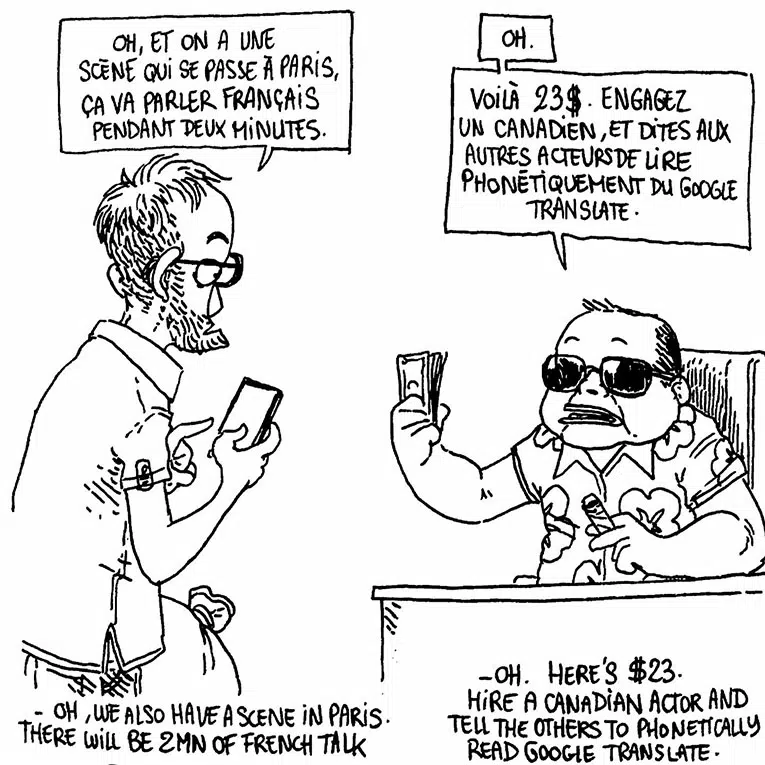 OH, ET ON A UNE
SCÈNE QUI SE PASSE À PARIS,
ÇA VA PARLER FRANÇAIS
PENDANT DEUX MINUTES.
OH.
VOILÀ 23$. ENGAGEZ
UN CANADIEN, ET DITES AUX
AUTRES ACTEURS DE LIRE
PHONÉTIQUEMENT DU GOOGLE
TRANSLATE.
- OH, WE ALSO HAVE A SCENE IN PARIS.
THERE WILL BE 2MN OF FRENCH TALK
- OH. HERE'S $23.
HIRE A CANADIAN ACTOR AND
TELL THE OTHERS TO PHONETICALLY
READ GOOGLE TRANSLATE.